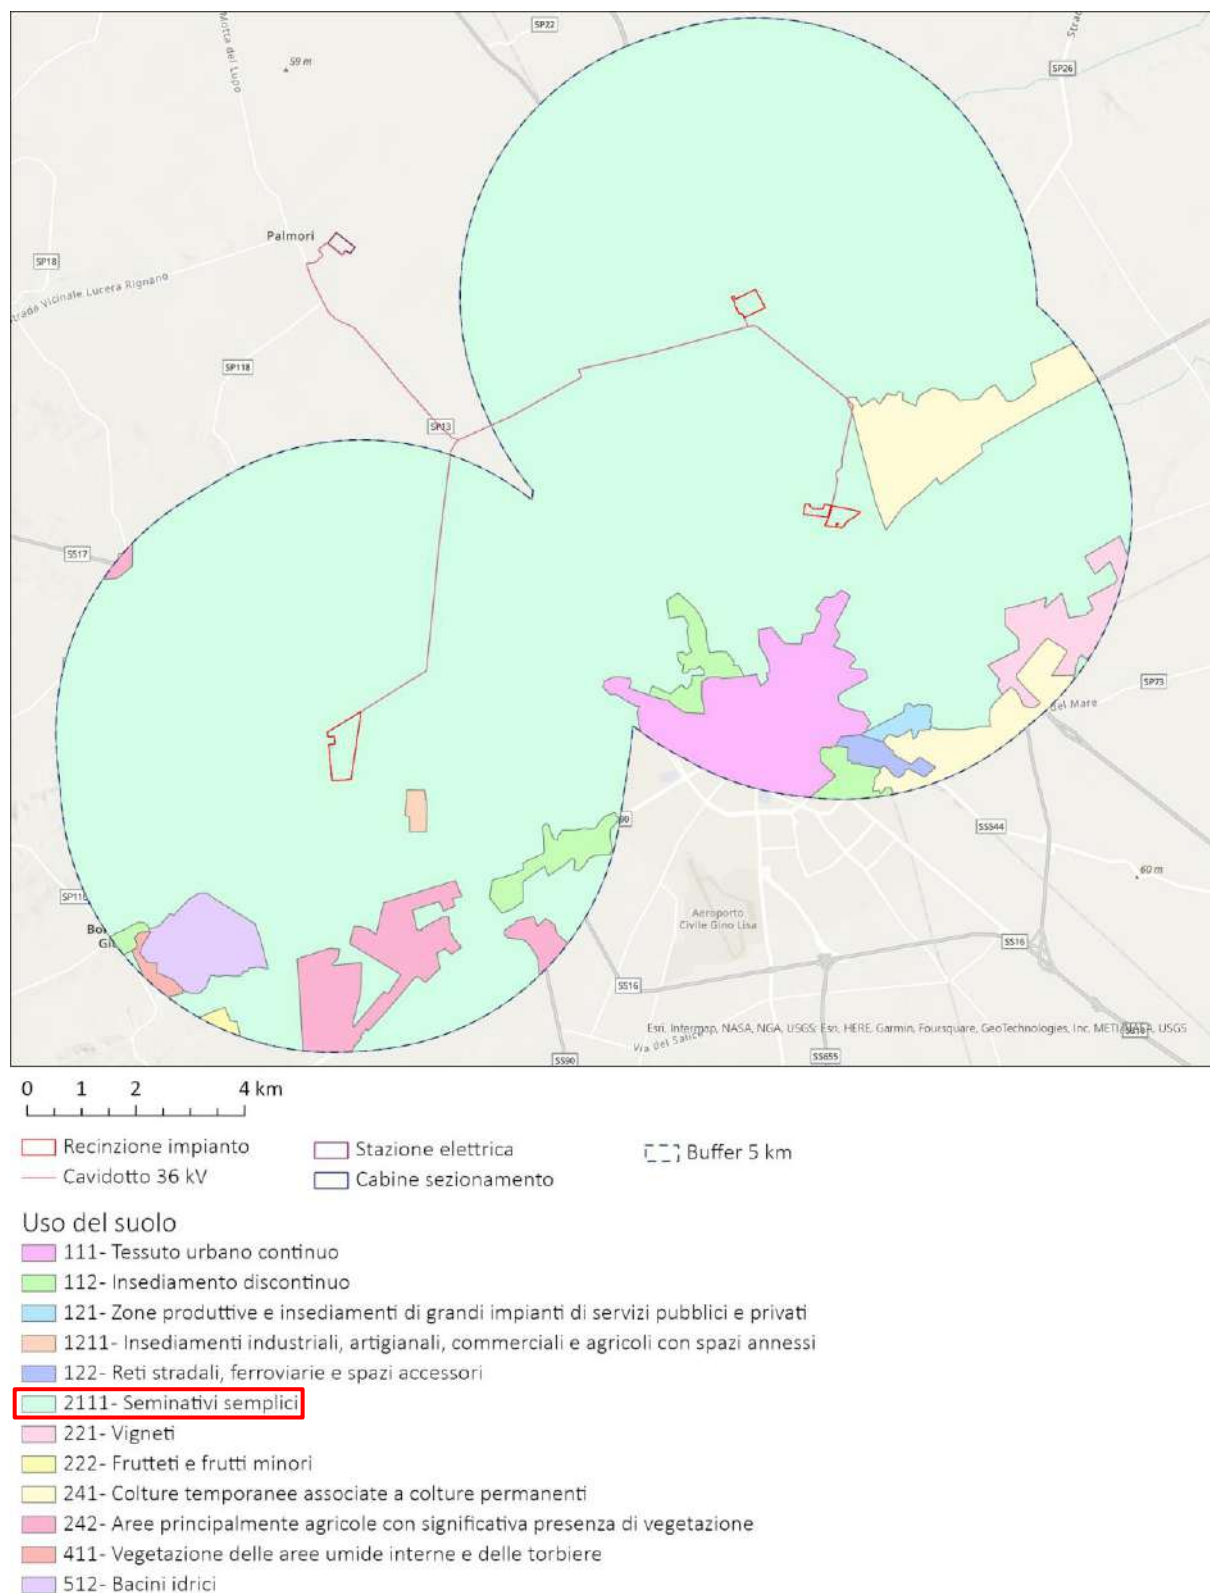 Motta del Lupo
SP22
59 m
SP26
Palmori
SP18
Strada Vicinale Lucera Rignano
SP118
SP13
SS17
SP73
del Mare
SS544
60 m
Aeroporto
Civile Gino Lisa
SS16
SS16
Esri, Intermap, NASA, NGA, USGS; Esri, HERE, Garmin, Foursquare, GeoTechnologies, Inc, METI/NASA, USGS
Via del Salice
SS90
SS655
0 1 2 4 km
Recinzione impianto
Stazione elettrica
Buffer 5 km
Cavidotto 36 kV
Cabine sezionamento
Uso del suolo
111- Tessuto urbano continuo
112- Insediamento discontinuo
121- Zone produttive e insediamenti di grandi impianti di servizi pubblici e privati
1211- Insediamenti industriali, artigianali, commerciali e agricoli con spazi annessi
122- Reti stradali, ferroviarie e spazi accessori
2111- Seminativi semplici
221- Vigneti
222- Frutteti e frutti minori
241- Colture temporanee associate a colture permanenti
242- Aree principalmente agricole con significativa presenza di vegetazione
411- Vegetazione delle aree umide interne e delle torbiere
512- Bacini idrici